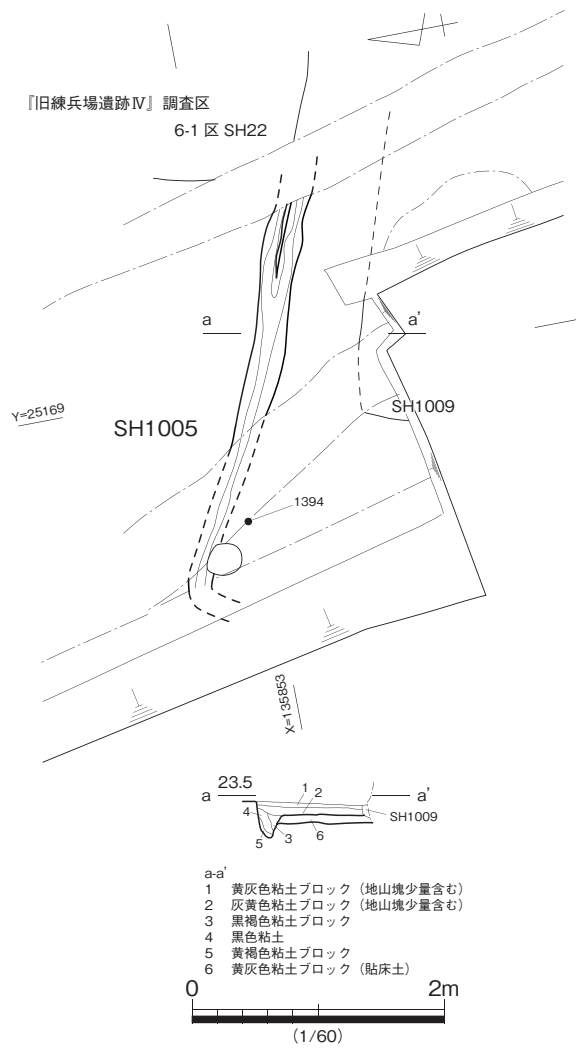 『旧練兵場遺跡Ⅳ』調査区
6-1 区 SH22
a
a'
Y=25169
SH1009
SH1005
1394
X=135853
a
23.5
1
2
a'
4
SH1009
5
3
6
a-a'
1 黄灰色粘土ブロック（地山塊少量含む）
2 灰黄色粘土ブロック（地山塊少量含む）
3 黒褐色粘土ブロック
4 黒色粘土
5 黄褐色粘土ブロック
6 黄灰色粘土ブロック（貼床土）
0
2m
(1/60)